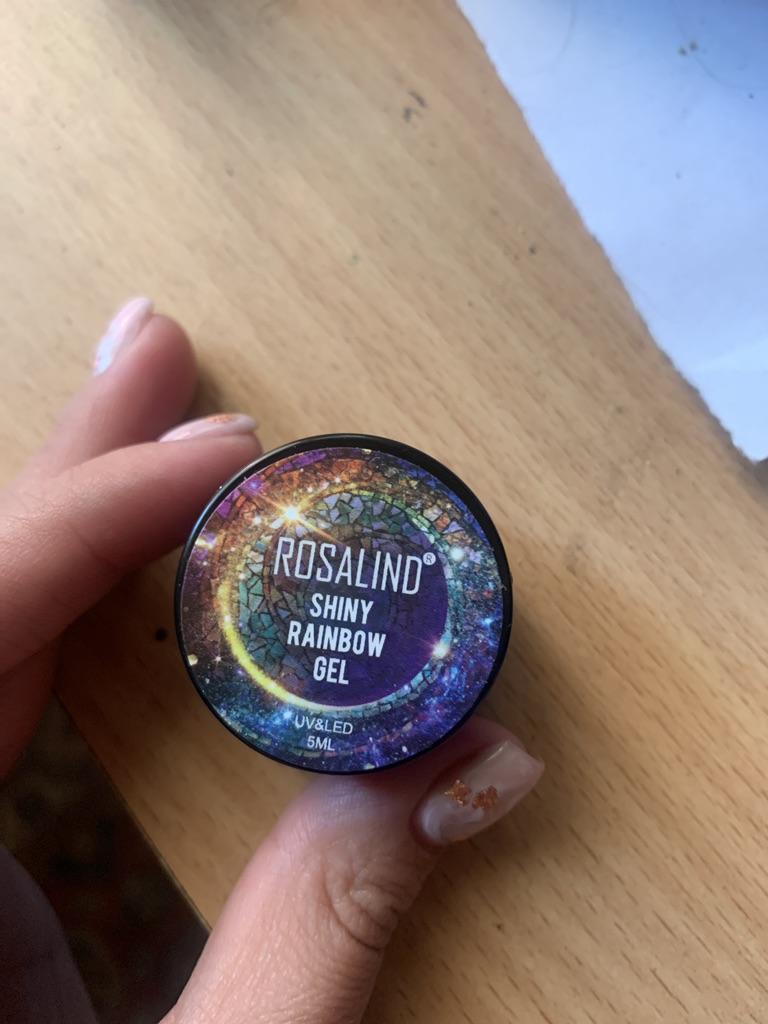 ROSALIND®
SHINY
RAINBOW
GEL
UV&LED
5ML